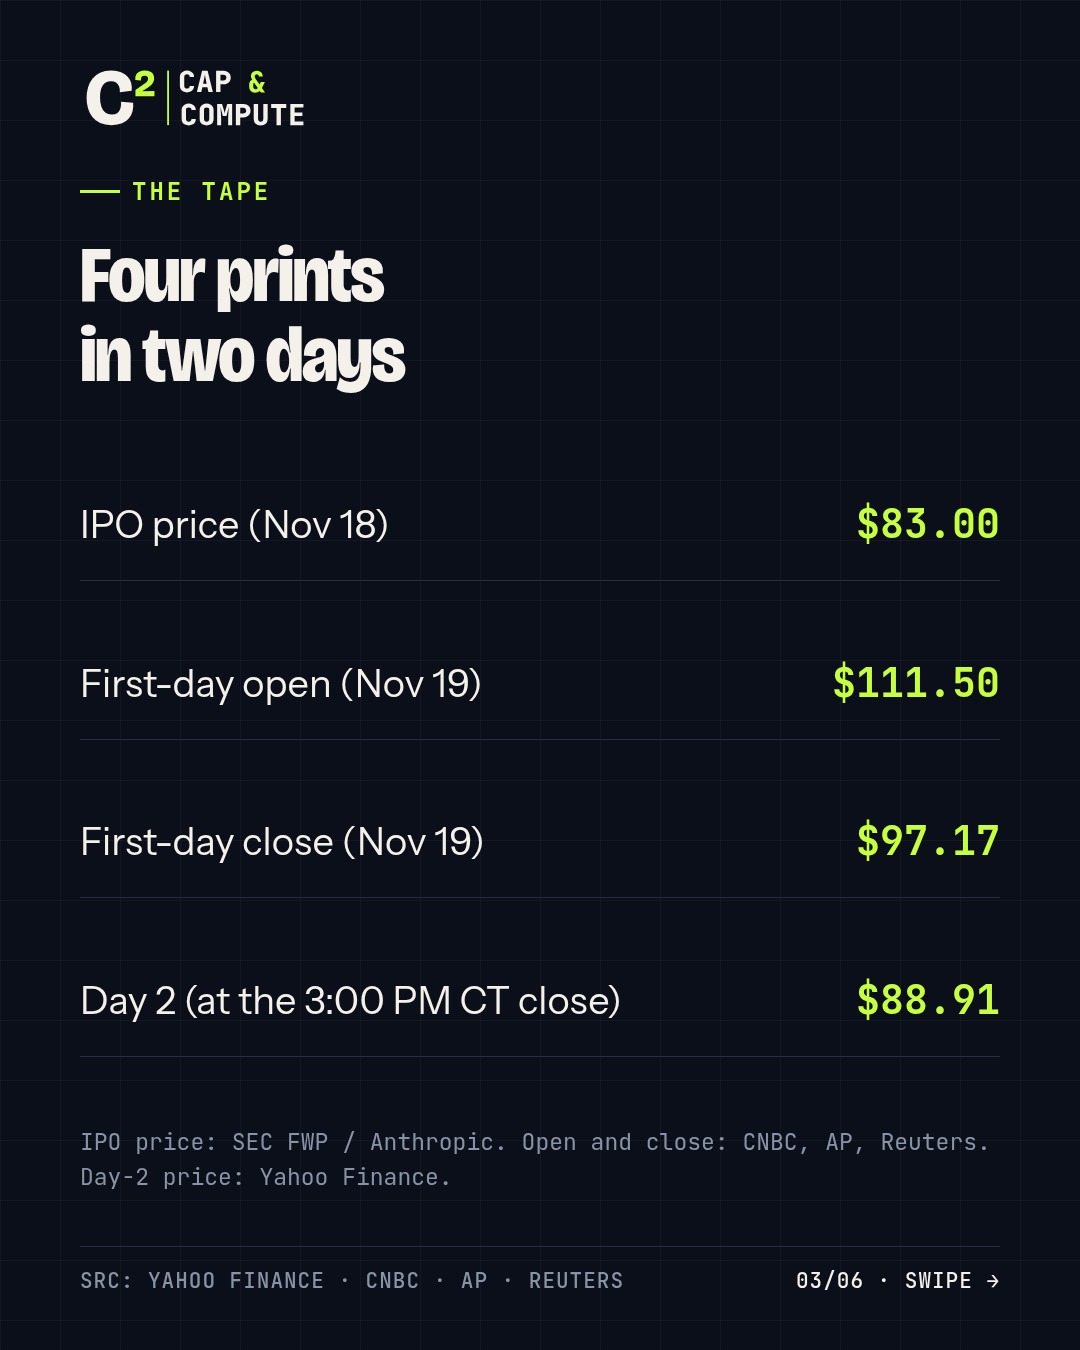 C²
CAP &
COMPUTE
THE TAPE
Four prints
in two days
IPO price (Nov 18) $83.00
First-day open (Nov 19) $111.50
First-day close (Nov 19) $97.17
Day 2 (at the 3:00 PM CT close) $88.91
IPO price: SEC FWP / Anthropic. Open and close: CNBC, AP, Reuters.
Day-2 price: Yahoo Finance.
SRC: YAHOO FINANCE · CNBC · AP · REUTERS 03/06 · SWIPE →